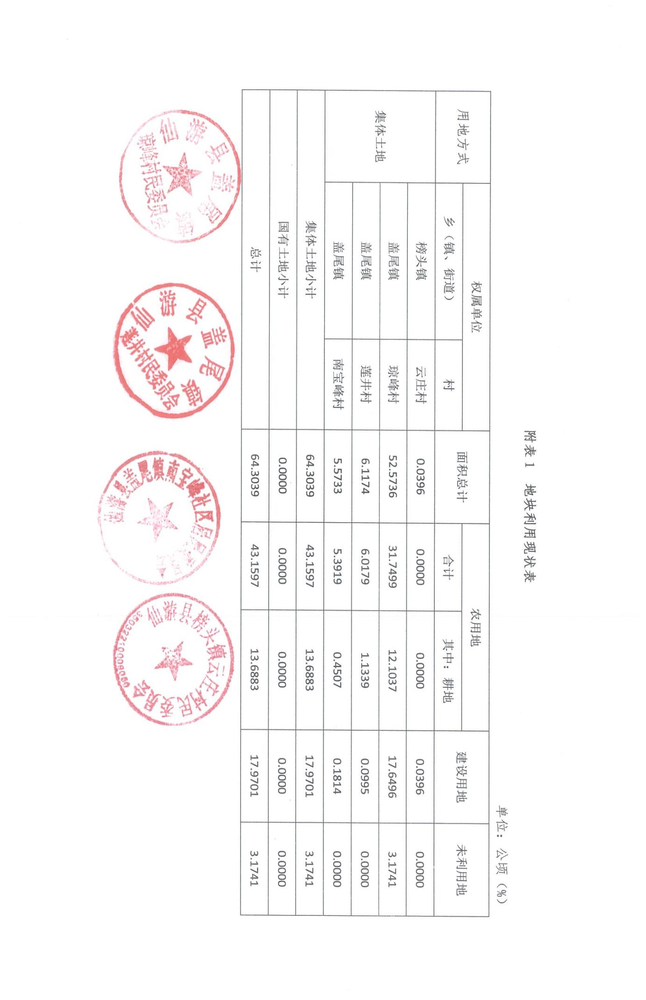 附表 1 地块利用现状表
单位：公顷（%）
用地方式 权属单位 面积总计 农用地 建设用地 未利用地
乡（镇、街道） 村 合计 其中：耕地
集体土地 榜头镇 云庄村 0.0396 0.0000 0.0000 0.0396 0.0000
盖尾镇 琼峰村 52.5736 31.7499 12.1037 17.6496 3.1741
盖尾镇 莲井村 6.1174 6.0179 1.1339 0.0995 0.0000
盖尾镇 南宝峰村 5.5733 5.3919 0.4507 0.1814 0.0000
集体土地小计 64.3039 43.1597 13.6883 17.9701 3.1741
国有土地小计 0.0000 0.0000 0.0000 0.0000 0.0000
总计 64.3039 43.1597 13.6883 17.9701 3.1741
仙游县盖尾镇
琼峰村民委员会
仙游县盖尾镇
莲井村民委员会
仙游县盖尾镇南宝峰社区居民
仙游县榜头镇云庄村民委员会